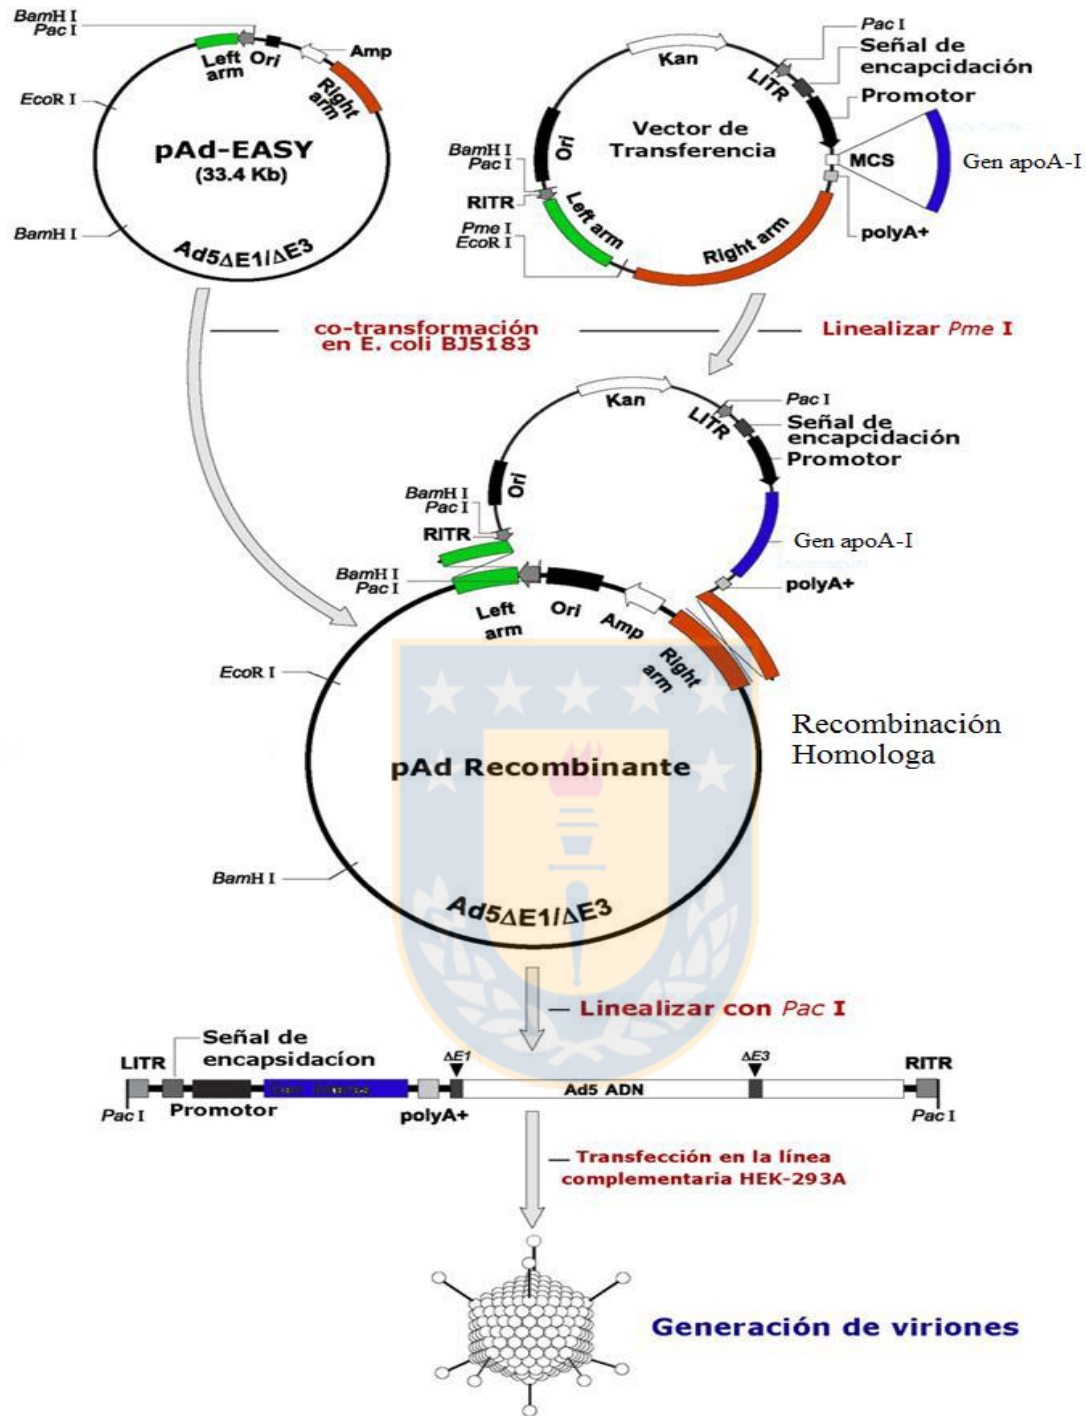 BamH I
Pac I
Left
arm
Ori
Amp
Right
arm
EcoR I
pAd-EASY
(33.4 Kb)
BamH I
Ad5ΔE1/ΔE3
Kan
Pac I
LITR
Señal de
encapcidación
Promotor
Vector de
Transferencia
Ori
BamH I
Pac I
RITR
MCS
Gen apoA-I
Left arm
Pme I
EcoR I
Right arm
polyA+
co-transformación
en E. coli BJ5183
Linealizar Pme I
Kan
Pac I
LITR
Señal de
encapcidación
Promotor
Ori
BamH I
Pac I
RITR
Gen apoA-I
polyA+
BamH I
Pac I
Left
arm
Ori
Amp
Right
arm
EcoR I
Recombinación
Homologa
pAd Recombinante
BamH I
Ad5ΔE1/ΔE3
Linealizar con Pac I
Señal de
encapsidacíon
LITR
ΔE1
ΔE3
RITR
Ad5 ADN
Pac I
Promotor
polyA+
Pac I
Transfección en la línea
complementaria HEK-293A
Generación de viriones